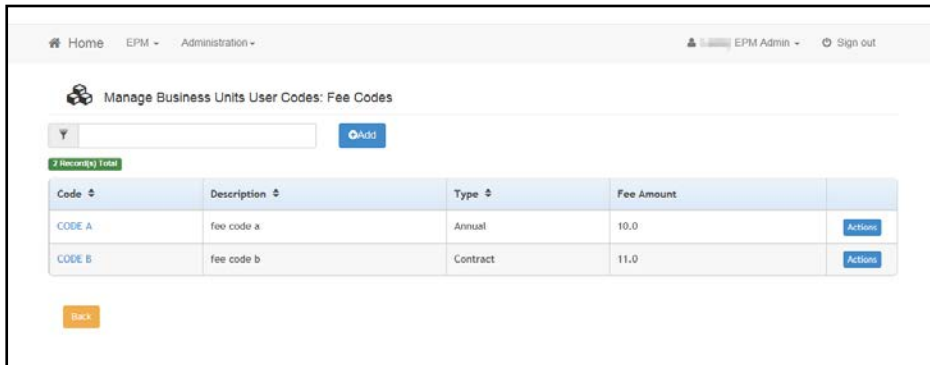 Home EPM Administration EPM Admin Sign out
Manage Business Units User Codes: Fee Codes
Add
2 Record(s) Total
Code Description Type Fee Amount
CODE A fee code a Annual 10.0 Actions
CODE B fee code b Contract 11.0 Actions
Back